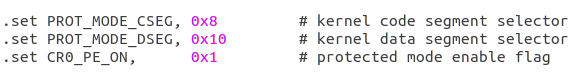 .set PROT_MODE_CSEG, 0x8         # kernel code segment selector
.set PROT_MODE_DSEG, 0x10        # kernel data segment selector
.set CR0_PE_ON,      0x1         # protected mode enable flag